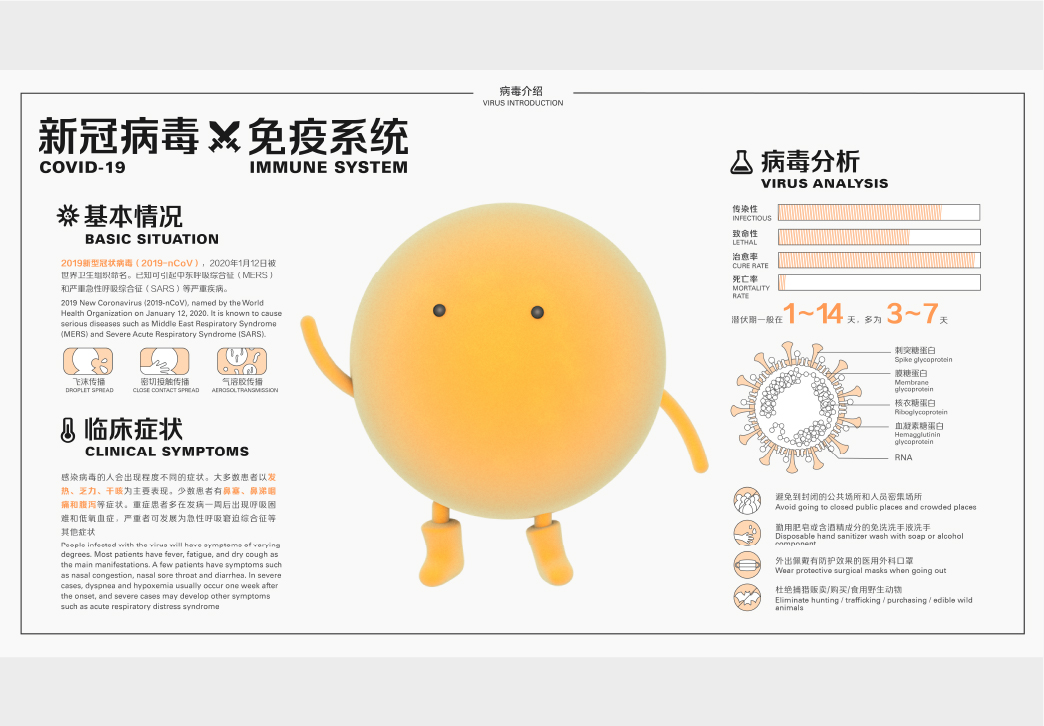 病毒介绍
VIRUS INTRODUCTION
新冠病毒 免疫系统
COVID-19 IMMUNE SYSTEM
基本情况
BASIC SITUATION
2019新型冠状病毒（2019-nCoV），2020年1月12日被
世界卫生组织命名。已知可引起中东呼吸综合征（MERS）
和严重急性呼吸综合征（SARS）等严重疾病。
2019 New Coronavirus (2019-nCoV), named by the World
Health Organization on January 12, 2020. It is known to cause
serious diseases such as Middle East Respiratory Syndrome
(MERS) and Severe Acute Respiratory Syndrome (SARS).
飞沫传播 密切接触传播 气溶胶传播
DROPLET SPREAD CLOSE CONTACT SPREAD AEROSOL TRANSMISSION
临床症状
CLINICAL SYMPTOMS
感染病毒的人会出现程度不同的症状。大多数患者以发
热、乏力、干咳为主要表现。少数患者有鼻塞、鼻涕咽
痛和腹泻等症状。重症患者多在发病一周后出现呼吸困
难和低氧血症，严重者可发展为急性呼吸窘迫综合征等
其他症状
People infected with the virus will have symptoms of varying
degrees. Most patients have fever, fatigue, and dry cough as
the main manifestations. A few patients have symptoms such
as nasal congestion, nasal sore throat and diarrhea. In severe
cases, dyspnea and hypoxemia usually occur one week after
the onset, and severe cases may develop other symptoms
such as acute respiratory distress syndrome
病毒分析
VIRUS ANALYSIS
传染性
INFECTIOUS
致命性
LETHAL
治愈率
CURE RATE
死亡率
MORTALITY
RATE
潜伏期一般在1~14 天，多为 3~7天
刺突糖蛋白
Spike glycoprotein
膜糖蛋白
Membrane
glycoprotein
核衣糖蛋白
Riboglycoprotein
血凝素糖蛋白
Hemagglutinin
glycoprotein
RNA
避免到封闭的公共场所和人员密集场所
Avoid going to closed public places and crowded places
勤用肥皂或含酒精成分的免洗洗手液洗手
Disposable hand sanitizer wash with soap or alcohol
component
外出佩戴有防护效果的医用外科口罩
Wear protective surgical masks when going out
杜绝捕猎贩卖/购买/食用野生动物
Eliminate hunting / trafficking / purchasing / edible wild
animals